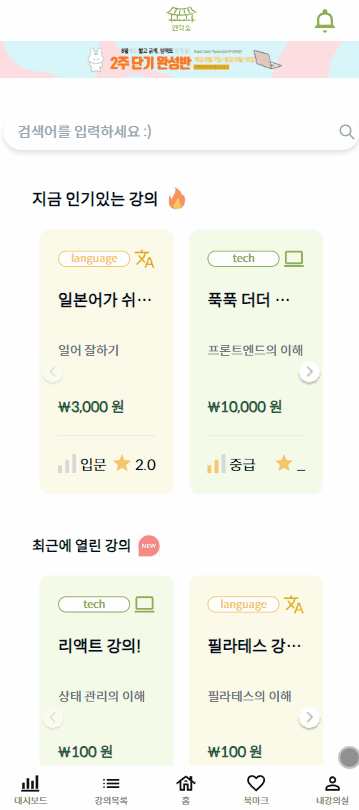 만각소
2주 단기 완성반
검색어를 입력하세요 :)
지금 인기있는 강의
language
tech
일본어가 쉬…
푹푹 더더 …
일어 잘하기
프론트엔드의 이해
₩3,000 원
₩10,000 원
입문 2.0
중급 _
최근에 열린 강의 NEW
tech
language
리액트 강의!
필라테스 강…
상태 관리의 이해
필라테스의 이해
₩100 원
₩100 원
대시보드 강의목록 홈 북마크 내강의실